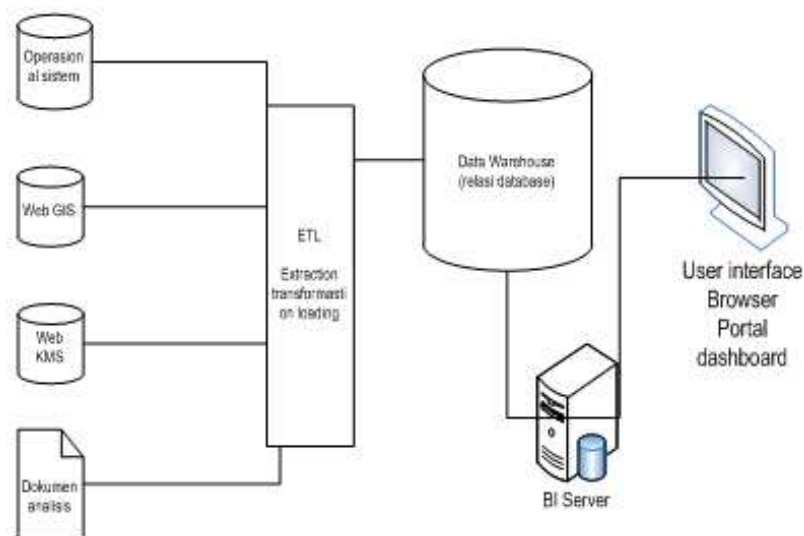 Operasion
al sistem
Web GIS
Web
KMS
Dokumen
analisis
ETL
Extraction
transformasti
on loading
Data Warehouse
(relasi database)
BI Server
User interface
Browser
Portal
dashboard